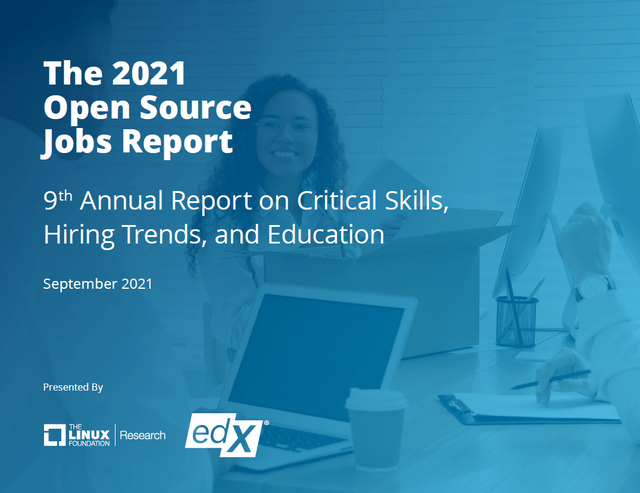 The 2021
Open Source
Jobs Report
9th Annual Report on Critical Skills,
Hiring Trends, and Education
September 2021
Presented By
THE
LINUX
FOUNDATION
Research
edX®